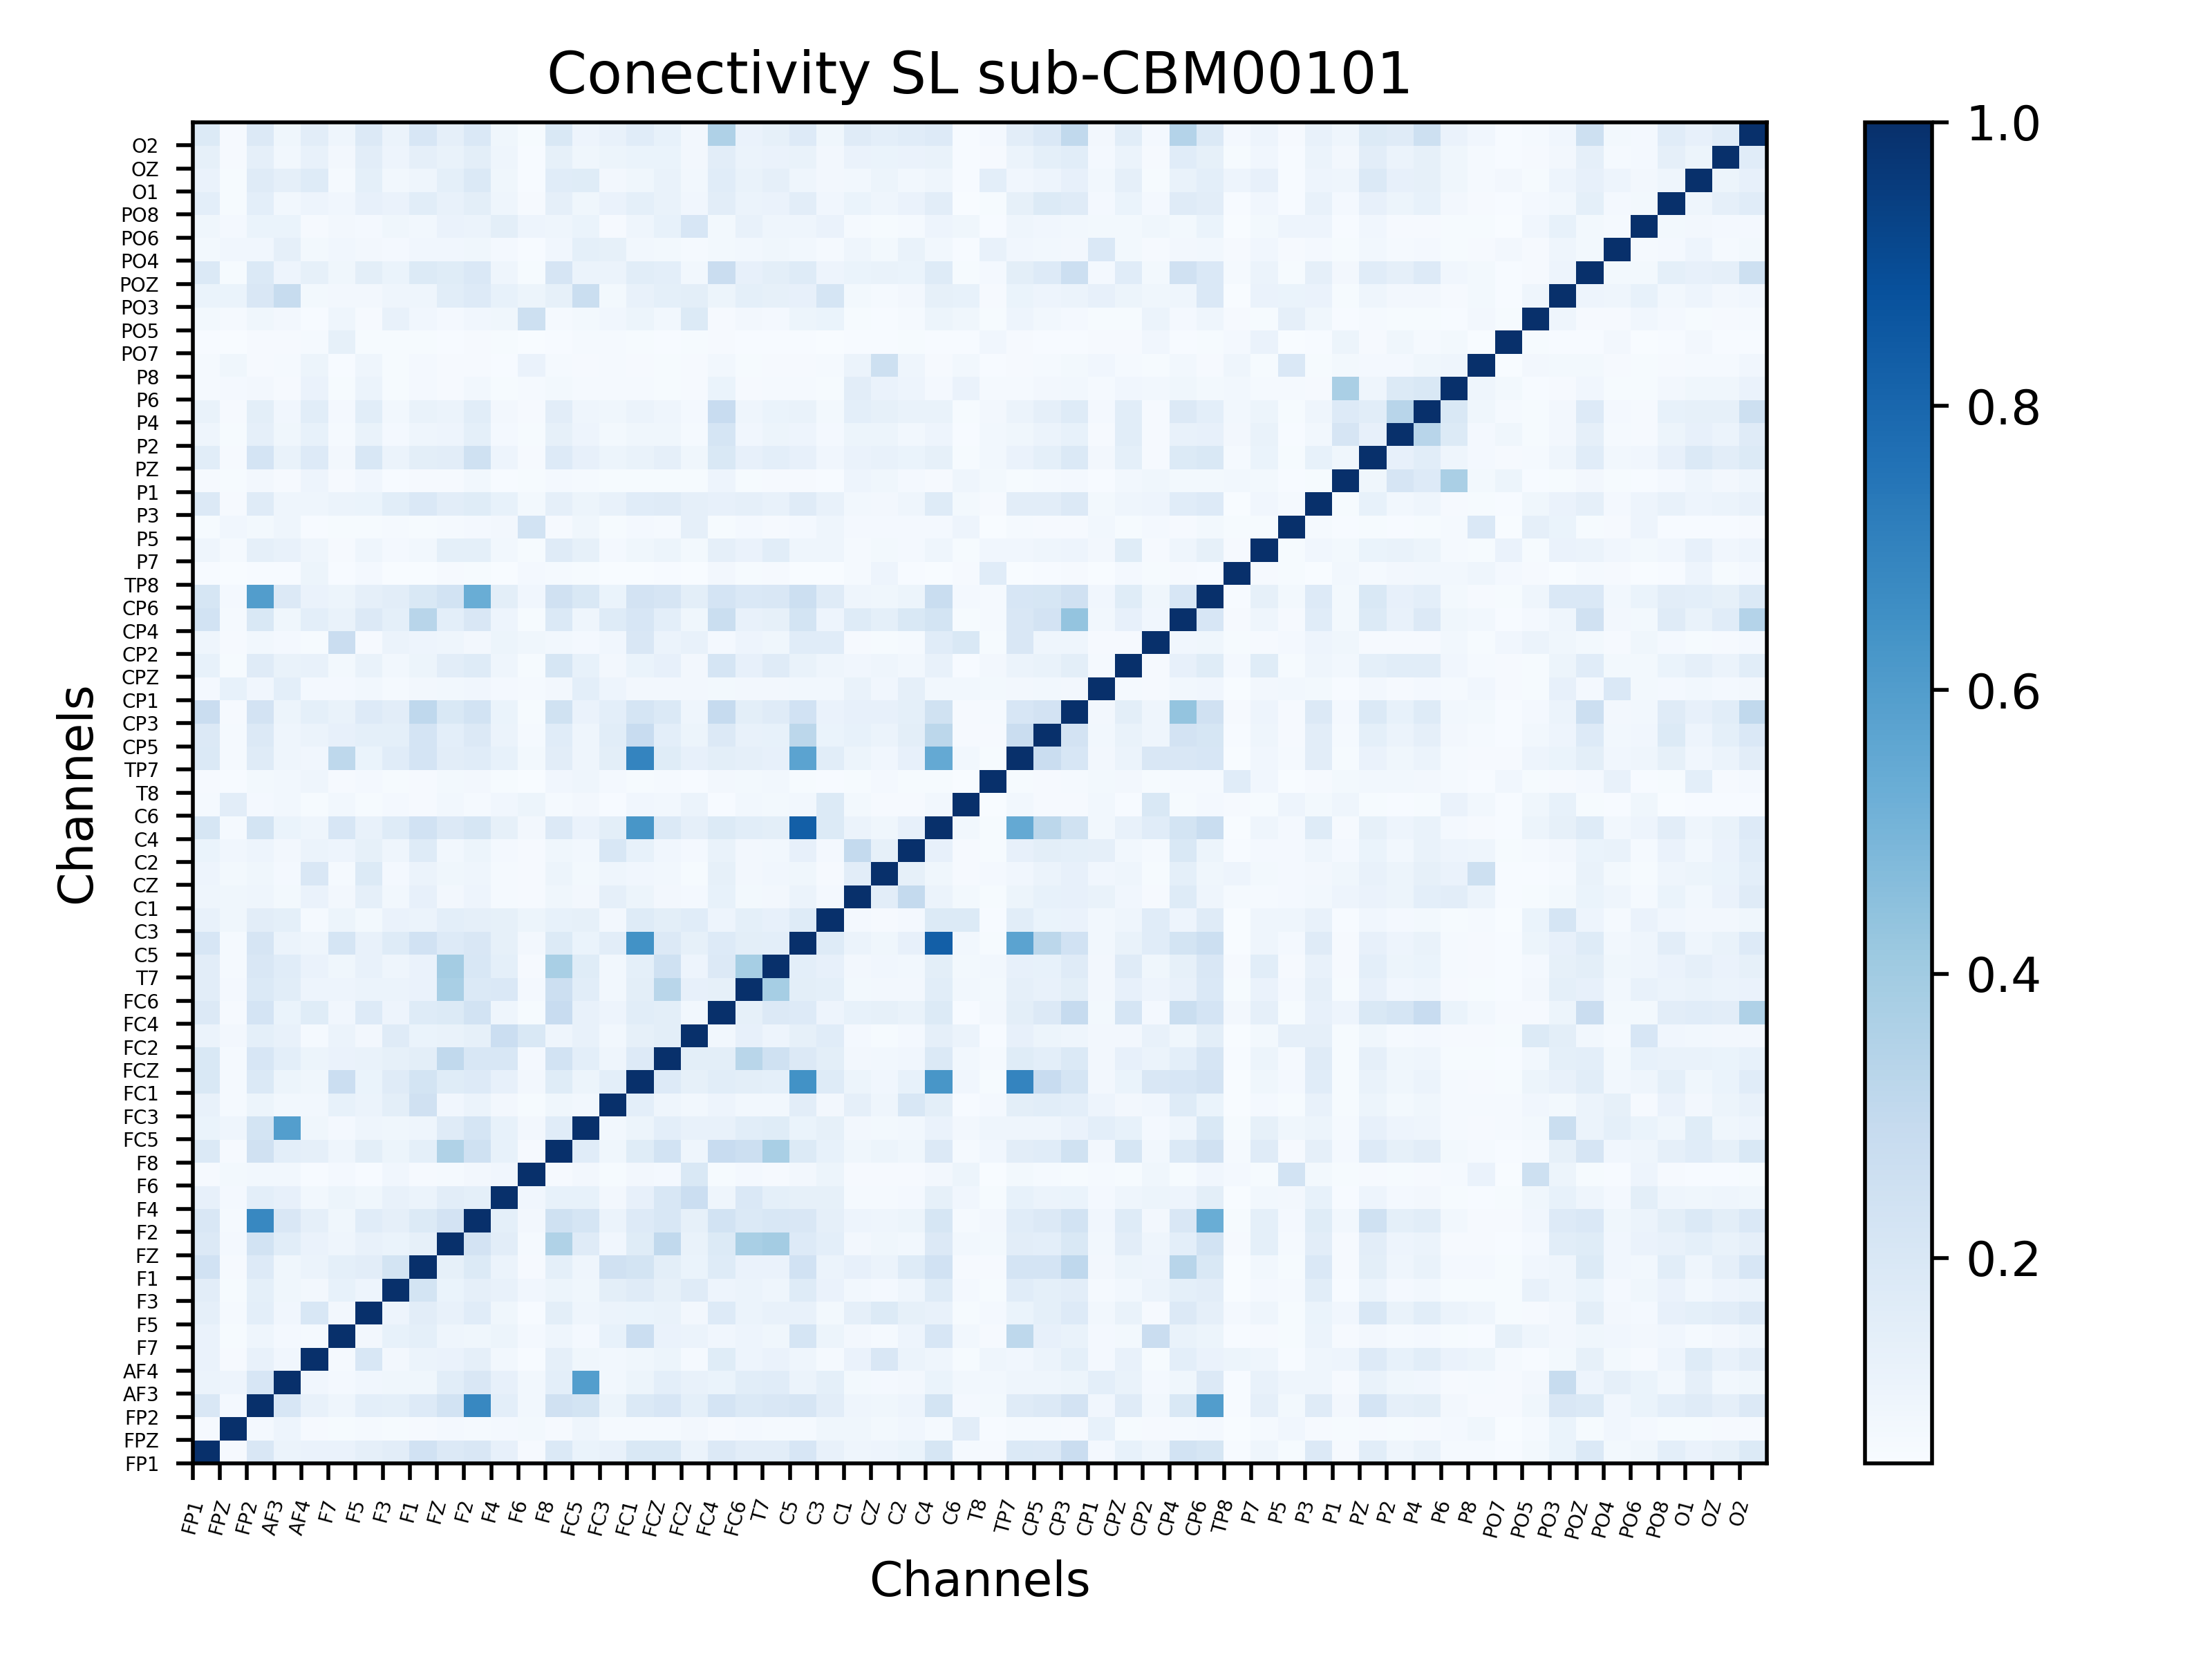 Conectivity SL sub-CBM00101
O2
OZ
O1
PO8
PO6
PO4
POZ
PO3
PO5
PO7
P8
P6
P4
P2
PZ
P1
P3
P5
P7
TP8
CP6
CP4
CP2
CPZ
CP1
CP3
CP5
TP7
T8
C6
C4
C2
CZ
C1
C3
C5
T7
FC6
FC4
FC2
FCZ
FC1
FC3
FC5
F8
F6
F4
F2
FZ
F1
F3
F5
F7
AF4
AF3
FP2
FPZ
FP1
Channels
FP1 FPZ FP2 AF3 AF4 F7 F5 F3 F1 FZ F2 F4 F6 F8 FC5 FC3 FC1 FCZ FC2 FC4 FC6 T7 C5 C3 C1 CZ C2 C4 C6 T8 TP7 CP5 CP3 CP1 CPZ CP2 CP4 CP6 TP8 P7 P5 P3 P1 PZ P2 P4 P6 P8 PO7 PO5 PO3 POZ PO4 PO6 PO8 O1 OZ O2
Channels
1.0
0.8
0.6
0.4
0.2